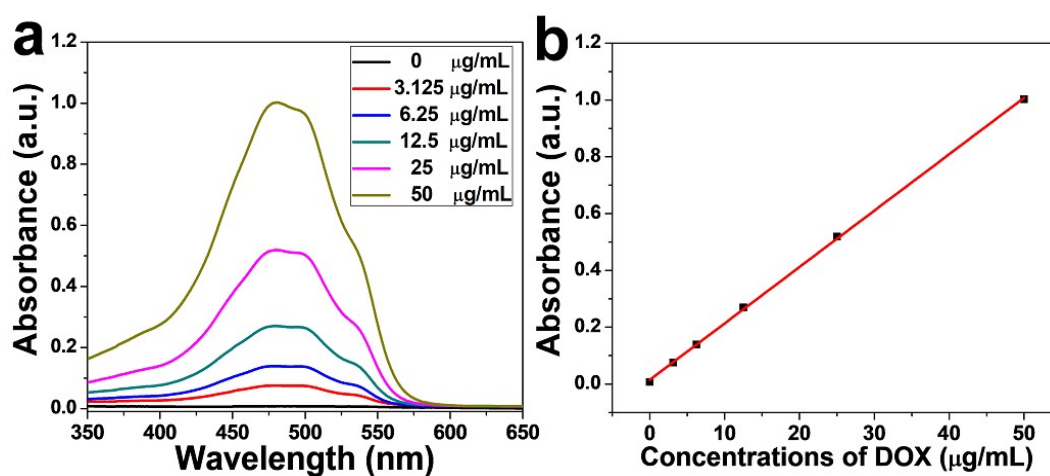 a
1.2
1.0
0.8
0.6
0.4
0.2
0.0
Absorbance (a.u.)
0 μg/mL
3.125 μg/mL
6.25 μg/mL
12.5 μg/mL
25 μg/mL
50 μg/mL
350 400 450 500 550 600 650
Wavelength (nm)
b
1.2
1.0
0.8
0.6
0.4
0.2
0.0
Absorbance (a.u.)
0 10 20 30 40 50
Concentrations of DOX (μg/mL)